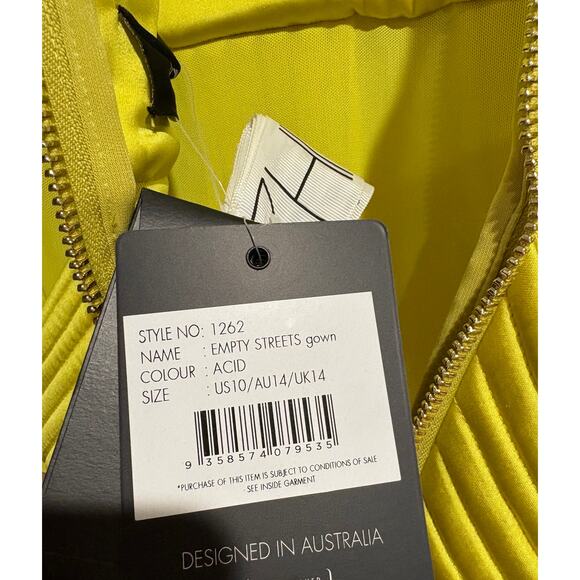 STYLE NO: 1262
NAME : EMPTY STREETS gown
COLOUR : ACID
SIZE : US10/AU14/UK14
9 358574 079535
*PURCHASE OF THIS ITEM IS SUBJECT TO CONDITIONS OF SALE
- SEE INSIDE GARMENT
DESIGNED IN AUSTRALIA